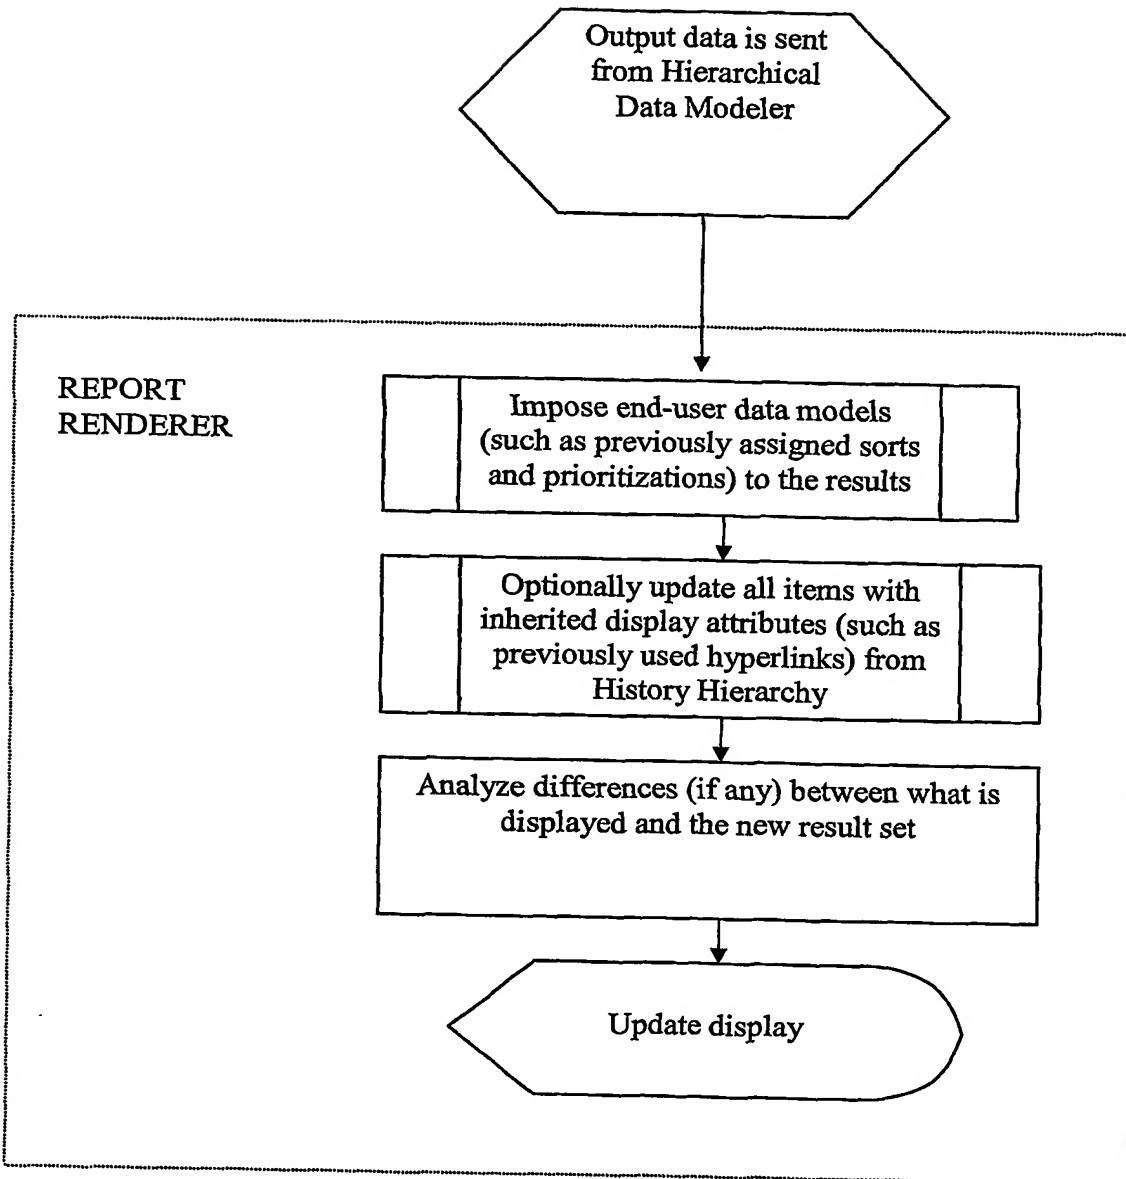 Output data is sent
from Hierarchical
Data Modeler
REPORT
RENDERER
Impose end-user data models
(such as previously assigned sorts
and prioritizations) to the results
Optionally update all items with
inherited display attributes (such as
previously used hyperlinks) from
History Hierarchy
Analyze differences (if any) between what is
displayed and the new result set
Update display